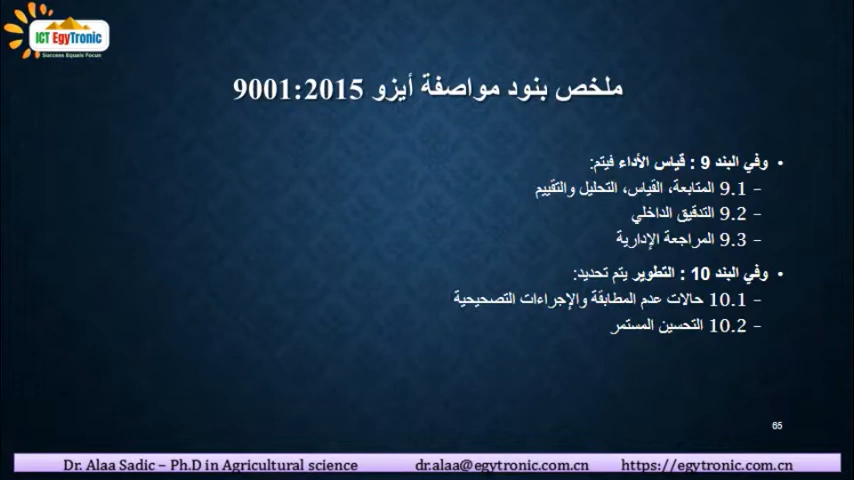 ICT EgyTronic
Success Equals Focus
ملخص بنود مواصفة أيزو 9001:2015
• وفي البند 9 : قياس الأداء فيتم:
– 9.1 المتابعة، القياس، التحليل والتقييم
– 9.2 التدقيق الداخلي
– 9.3 المراجعة الإدارية
• وفي البند 10 : التطوير يتم تحديد:
– 10.1 حالات عدم المطابقة والإجراءات التصحيحية
– 10.2 التحسين المستمر
65
Dr. Alaa Sadic – Ph.D in Agricultural science dr.alaa@egytronic.com.cn https://egytronic.com.cn